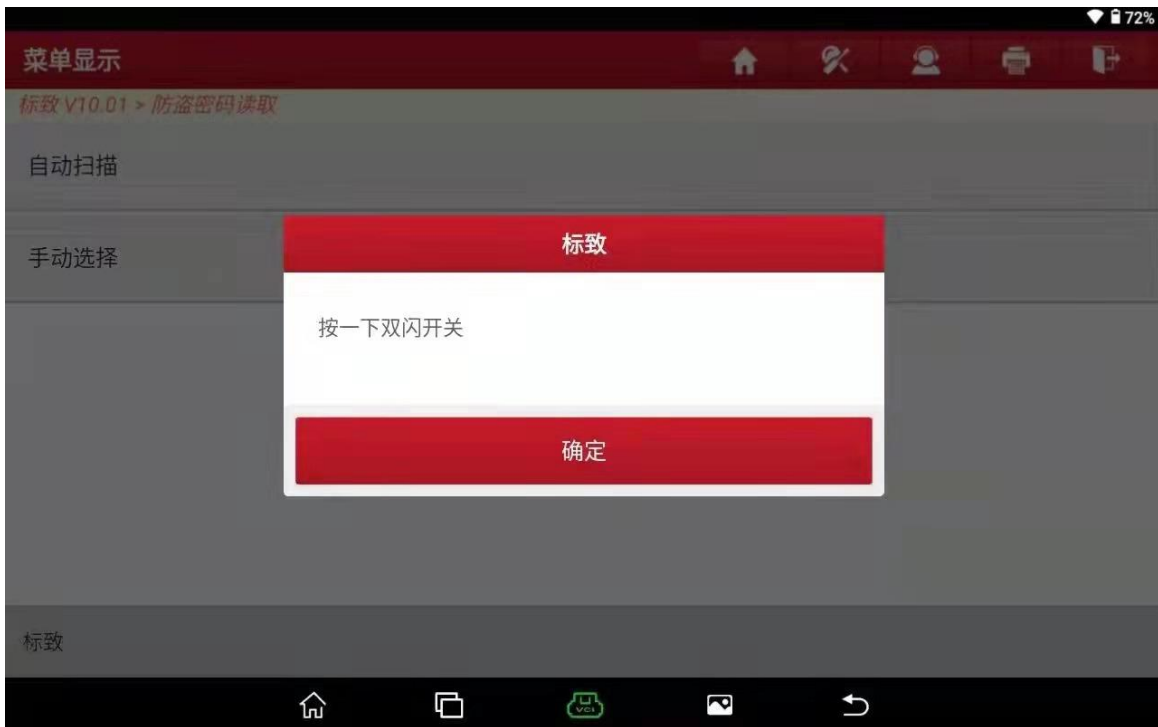 72%
菜单显示
标致 V10.01 > 防盗密码读取
自动扫描
手动选择
标致
按一下双闪开关
确定
标致
VCI